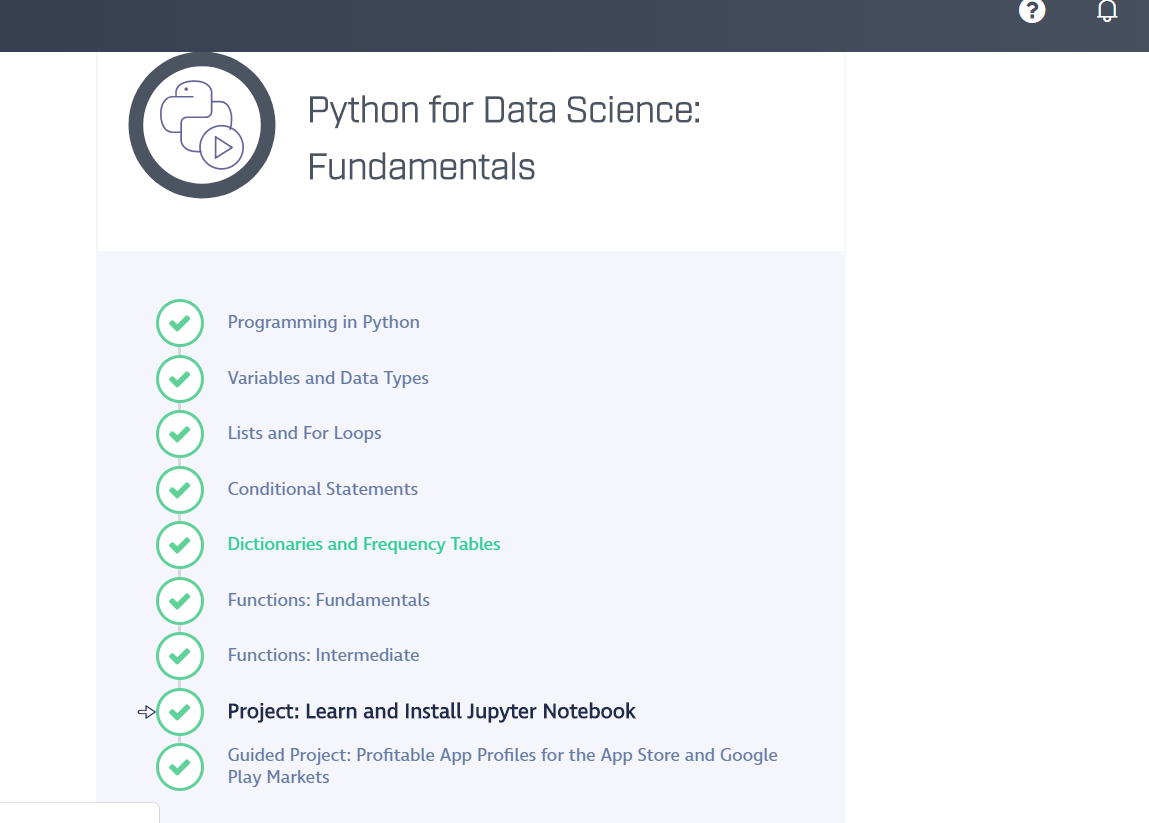 Python for Data Science:
Fundamentals
Programming in Python
Variables and Data Types
Lists and For Loops
Conditional Statements
Dictionaries and Frequency Tables
Functions: Fundamentals
Functions: Intermediate
Project: Learn and Install Jupyter Notebook
Guided Project: Profitable App Profiles for the App Store and Google
Play Markets